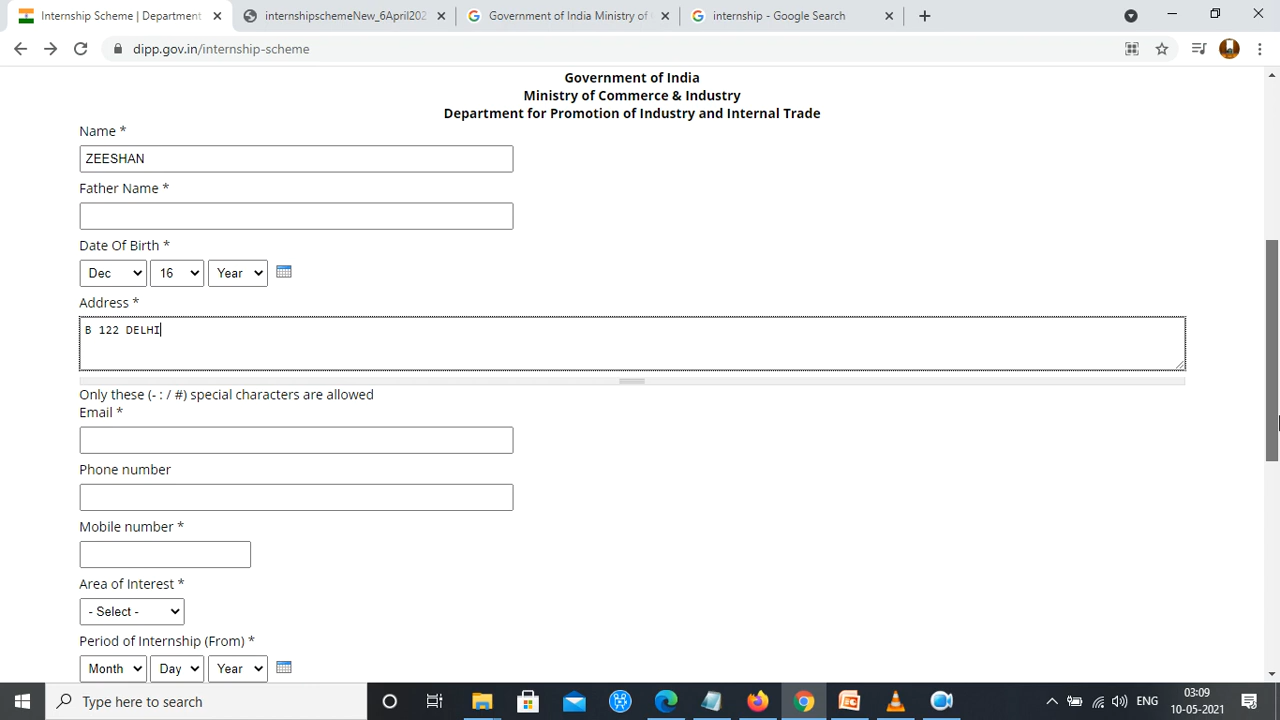 Internship Scheme | Department
internshipschemeNew_6April202
Government of India Ministry of
internship - Google Search
dipp.gov.in/internship-scheme
Government of India
Ministry of Commerce & Industry
Department for Promotion of Industry and Internal Trade
Name *
ZEESHAN
Father Name *
Date Of Birth *
Dec 16 Year
Address *
B 122 DELHI
Only these (- : / #) special characters are allowed
Email *
Phone number
Mobile number *
Area of Interest *
- Select -
Period of Internship (From) *
Month Day Year
Type here to search
ENG
03:09
10-05-2021